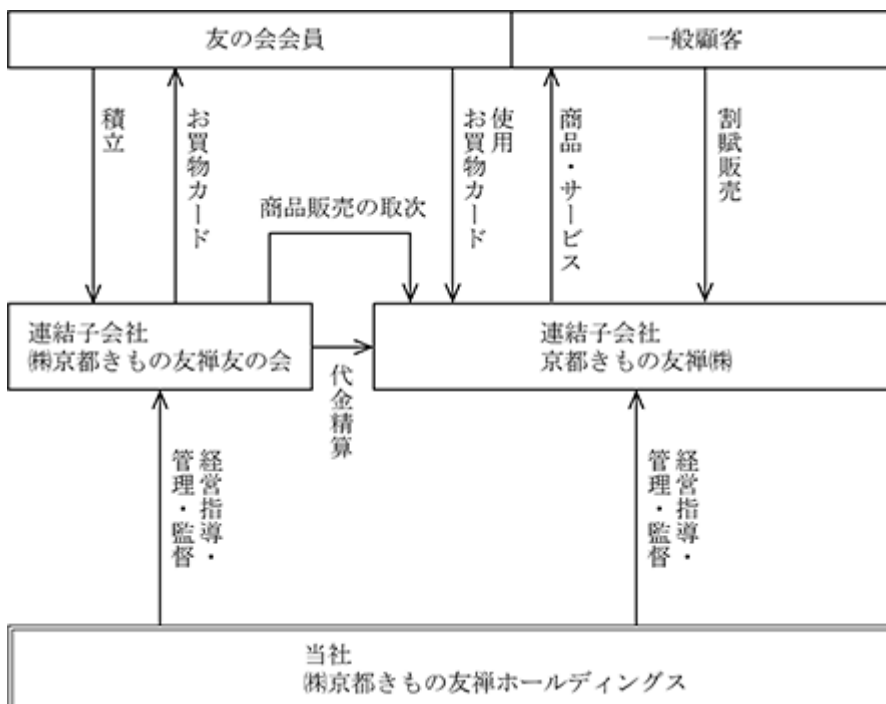 友の会会員
一般顧客
積立
お買物カード
お買物カード
使用
商品・サービス
割賦販売
商品販売の取次
連結子会社
㈱京都きもの友禅友の会
代金精算
連結子会社
京都きもの友禅㈱
経営指導・
管理・監督
経営指導・
管理・監督
当社
㈱京都きもの友禅ホールディングス